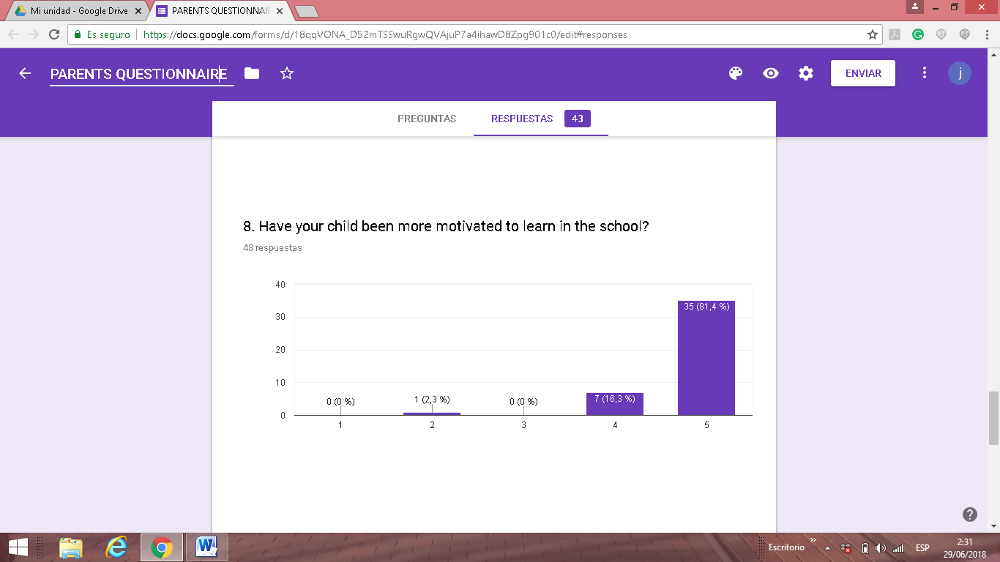 Mi unidad - Google Drive
PARENTS QUESTIONNAIR
Es seguro
https://docs.google.com/forms/d/18qqVONA_D52mTSSwuRgwQVAjuP7a4ihawD8Zpg901c0/edit#responses
PARENTS QUESTIONNAIRE
ENVIAR
j
PREGUNTAS
RESPUESTAS 43
8. Have your child been more motivated to learn in the school?
43 respuestas
40
30
20
10
0
0 (0 %)
1 (2,3 %)
0 (0 %)
7 (16,3 %)
35 (81,4 %)
1 2 3 4 5
Escritorio
ESP
2:31
29/06/2018